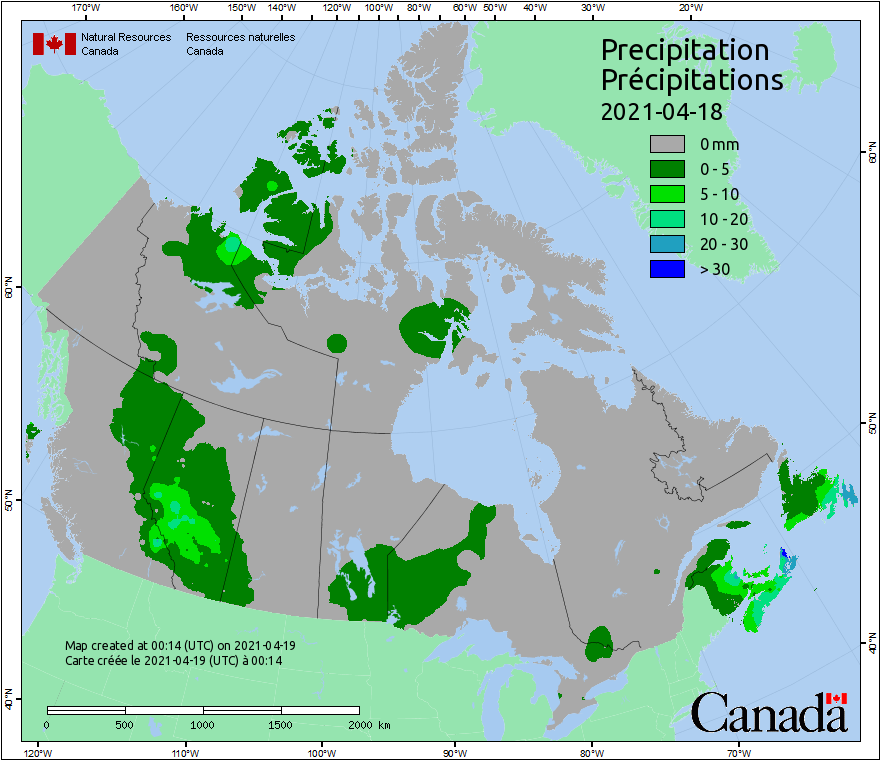 170°W 160°W 150°W 140°W 120°W 100°W 80°W 60°W 50°W 40°W 30°W 20°W
Natural Resources Ressources naturelles
Canada Canada
Precipitation
Précipitations
2021-04-18
0 mm
0 - 5
5 - 10
10 - 20
20 - 30
> 30
60°N
50°N
40°N
60°N
50°N
40°N
Map created at 00:14 (UTC) on 2021-04-19
Carte créée le 2021-04-19 (UTC) à 00:14
0 500 1000 1500 2000 km
Canada
120°W 110°W 100°W 90°W 80°W 70°W